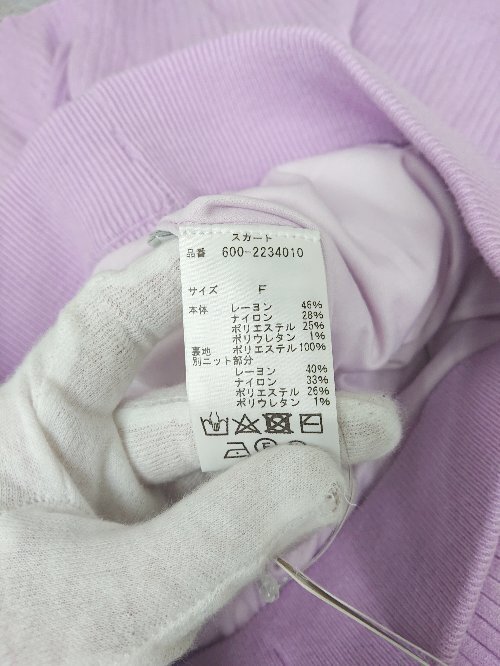 スカート
品番 600-2234010
サイズ F
本体 レーヨン 46%
ナイロン 28%
ポリエステル 25%
ポリウレタン 1%
裏地 ポリエステル 100%
別ニット部分
レーヨン 40%
ナイロン 33%
ポリエステル 26%
ポリウレタン 1%